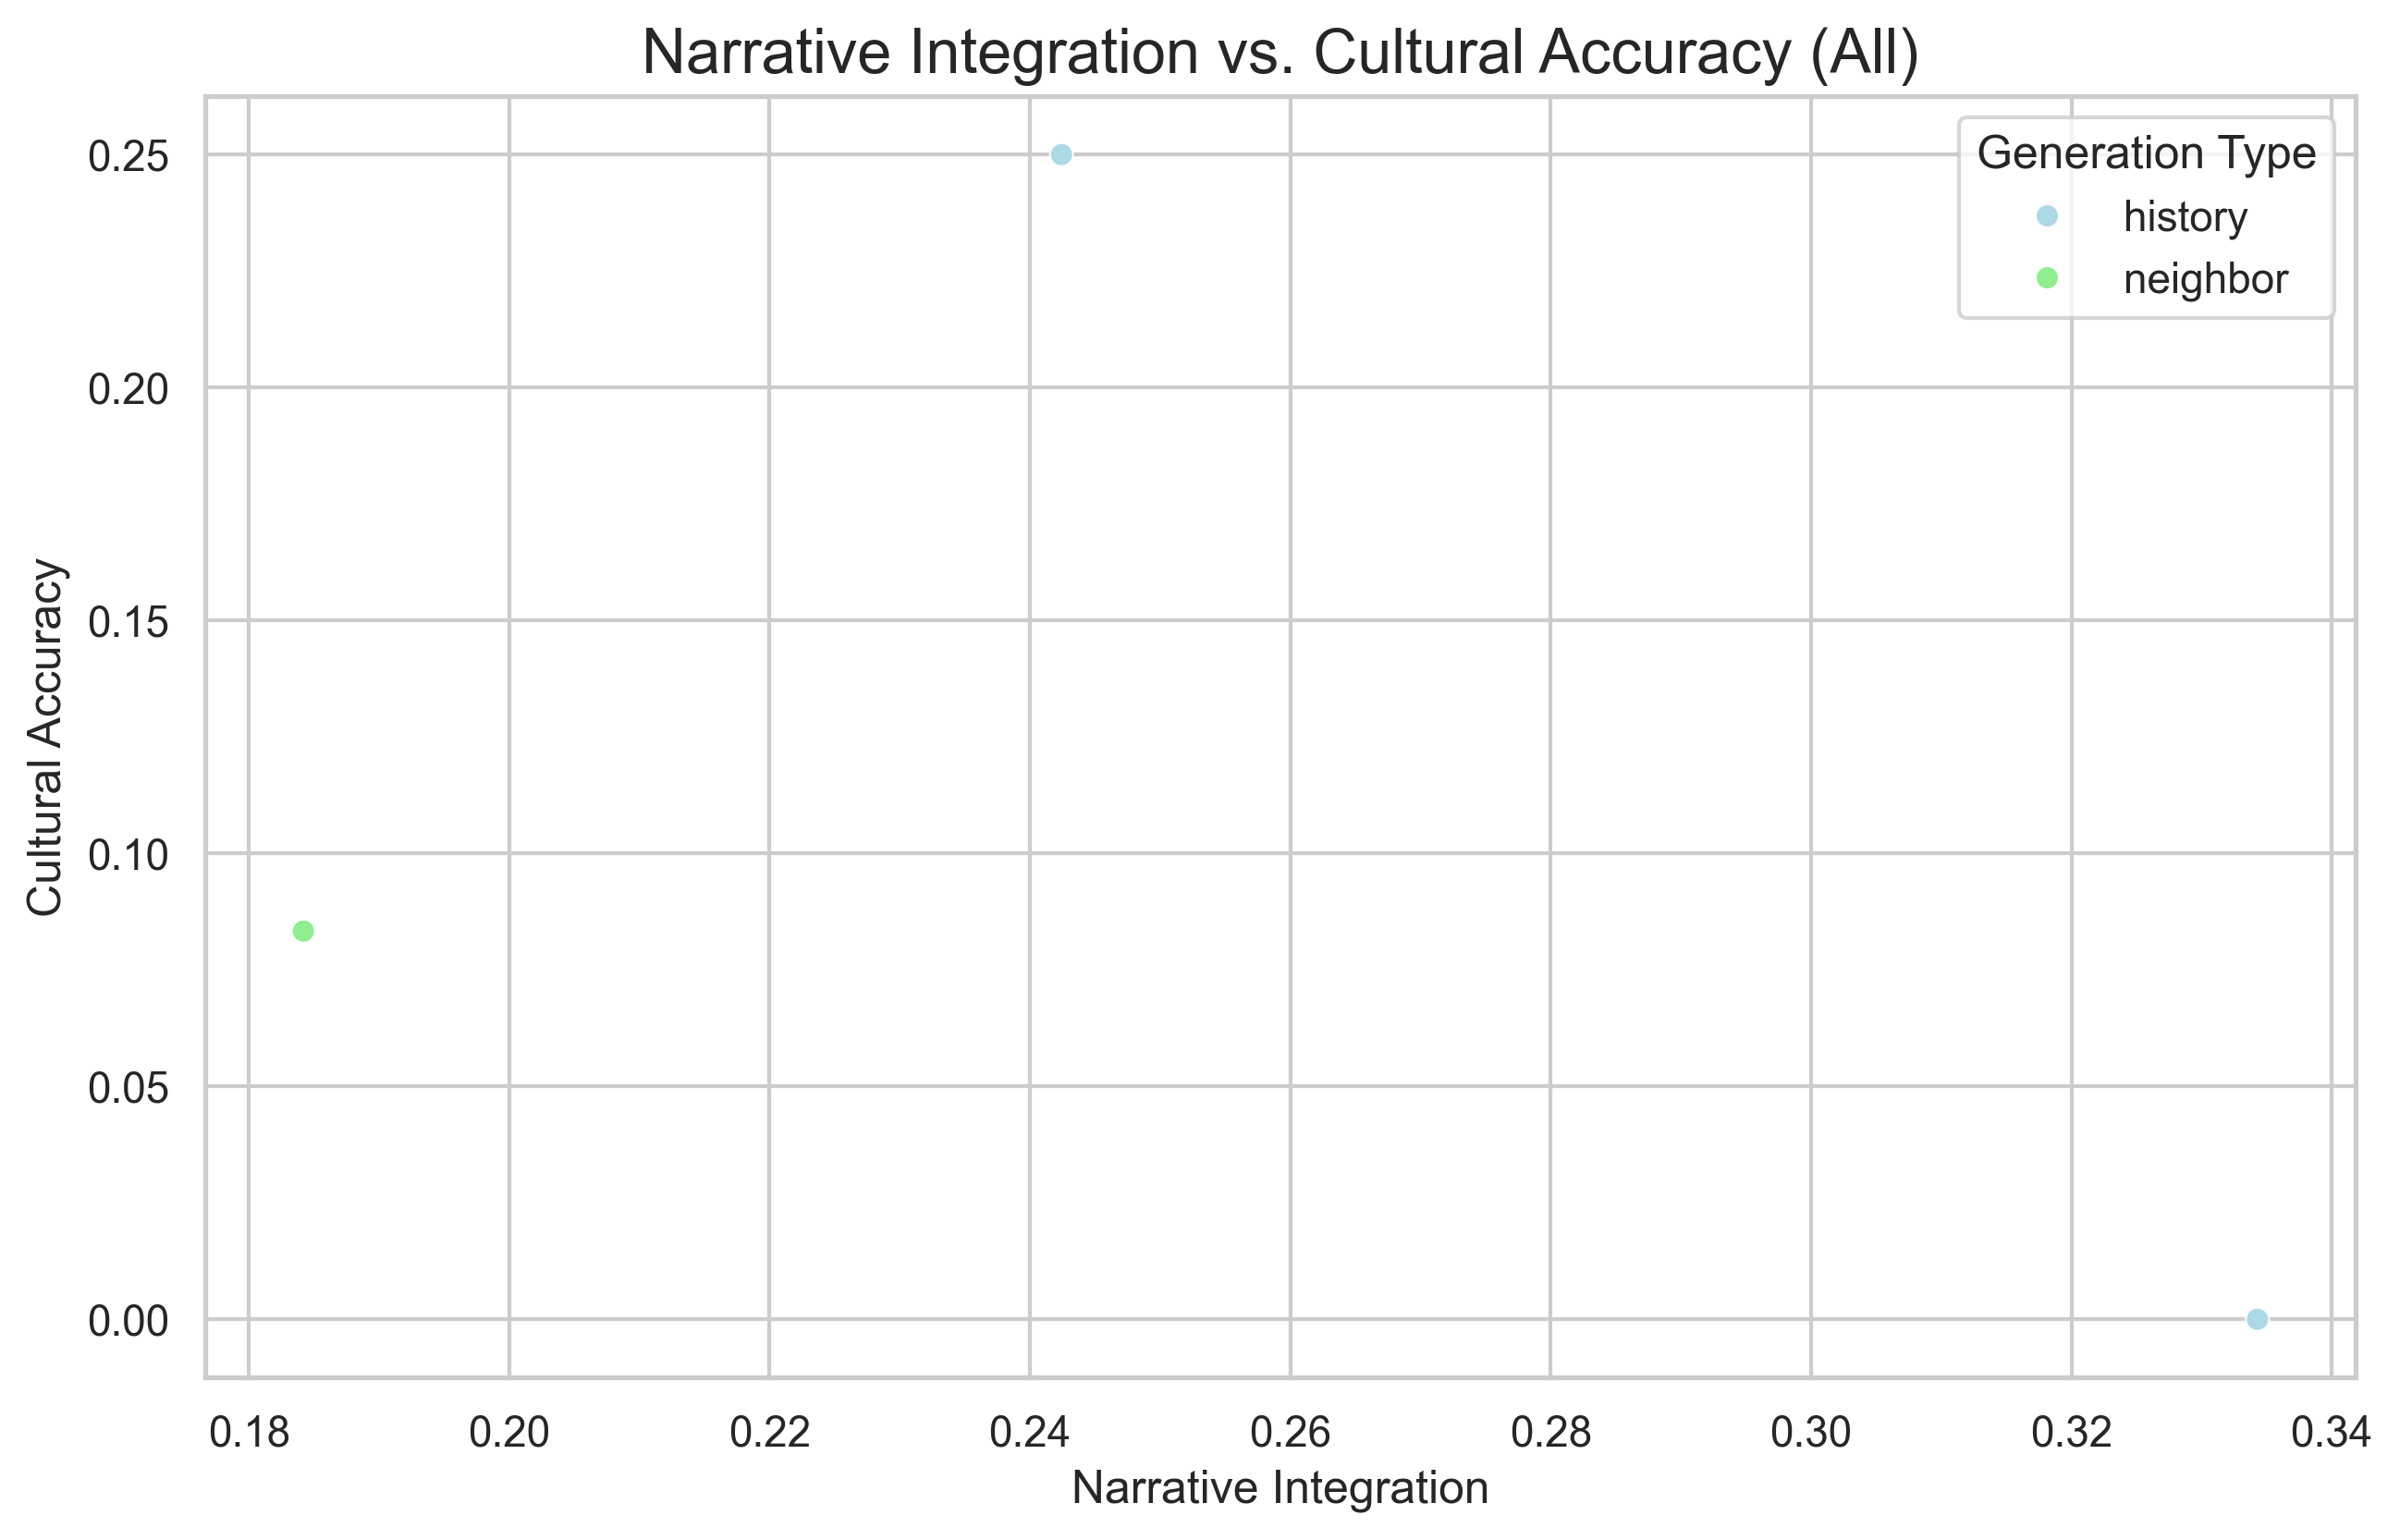 Narrative Integration vs. Cultural Accuracy (All)
Generation Type
history
neighbor
Cultural Accuracy
0.25
0.20
0.15
0.10
0.05
0.00
0.18 0.20 0.22 0.24 0.26 0.28 0.30 0.32 0.34
Narrative Integration